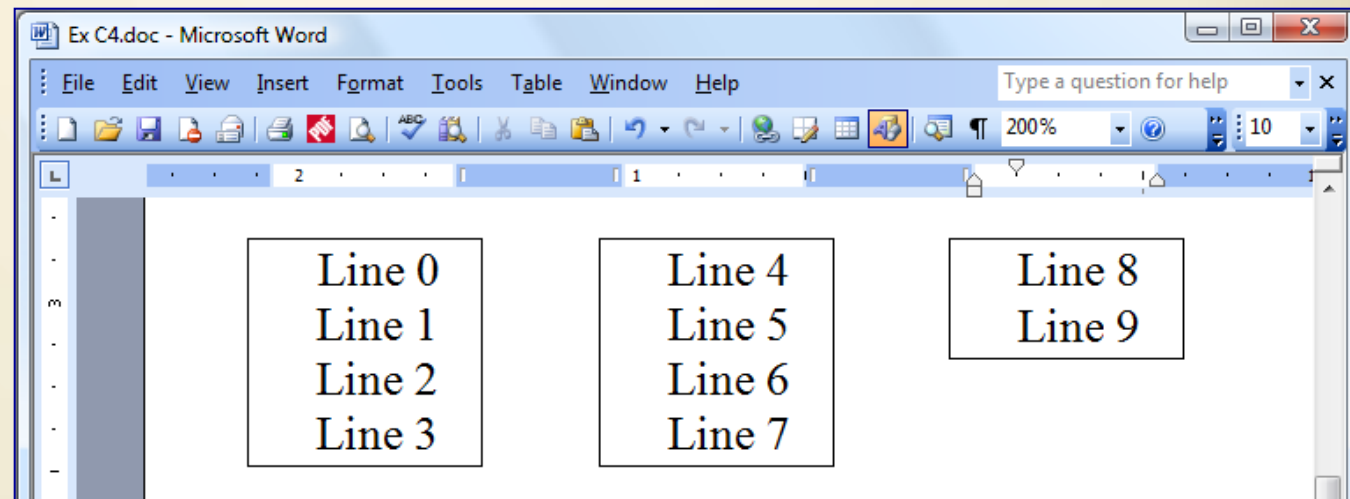 Ex C4.doc - Microsoft Word
File Edit View Insert Format Tools Table Window Help Type a question for help
ABC 200% 10
2 1 1
3
Line 0
Line 1
Line 2
Line 3
Line 4
Line 5
Line 6
Line 7
Line 8
Line 9